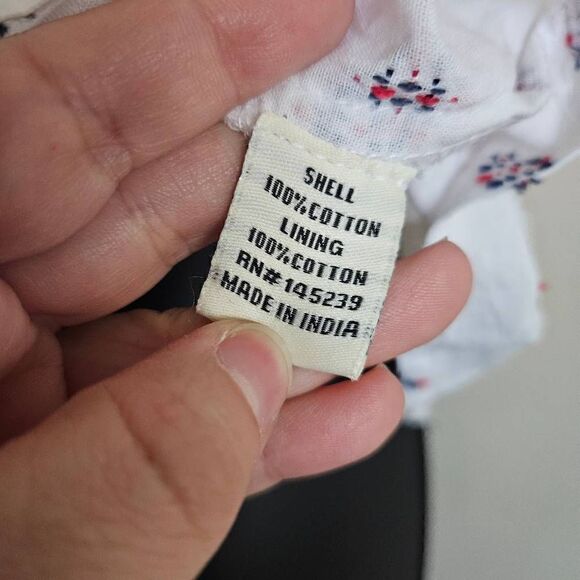 SHELL
100%COTTON
LINING
100%COTTON
RN#145239
MADE IN INDIA